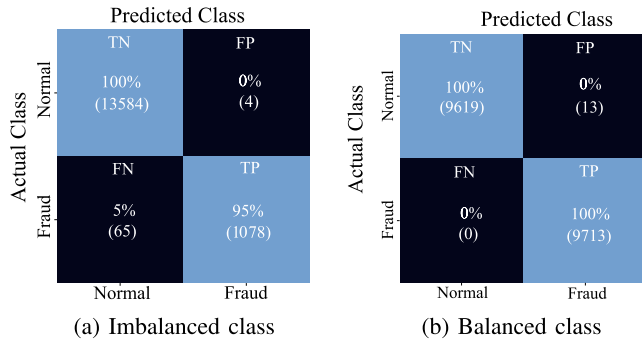 Predicted Class
Actual Class
Normal
Fraud
TN
100%
(13584)
FP
0%
(4)
FN
5%
(65)
TP
95%
(1078)
Normal
Fraud
(a) Imbalanced class
Predicted Class
Actual Class
Normal
Fraud
TN
100%
(9619)
FP
0%
(13)
FN
0%
(0)
TP
100%
(9713)
Normal
Fraud
(b) Balanced class